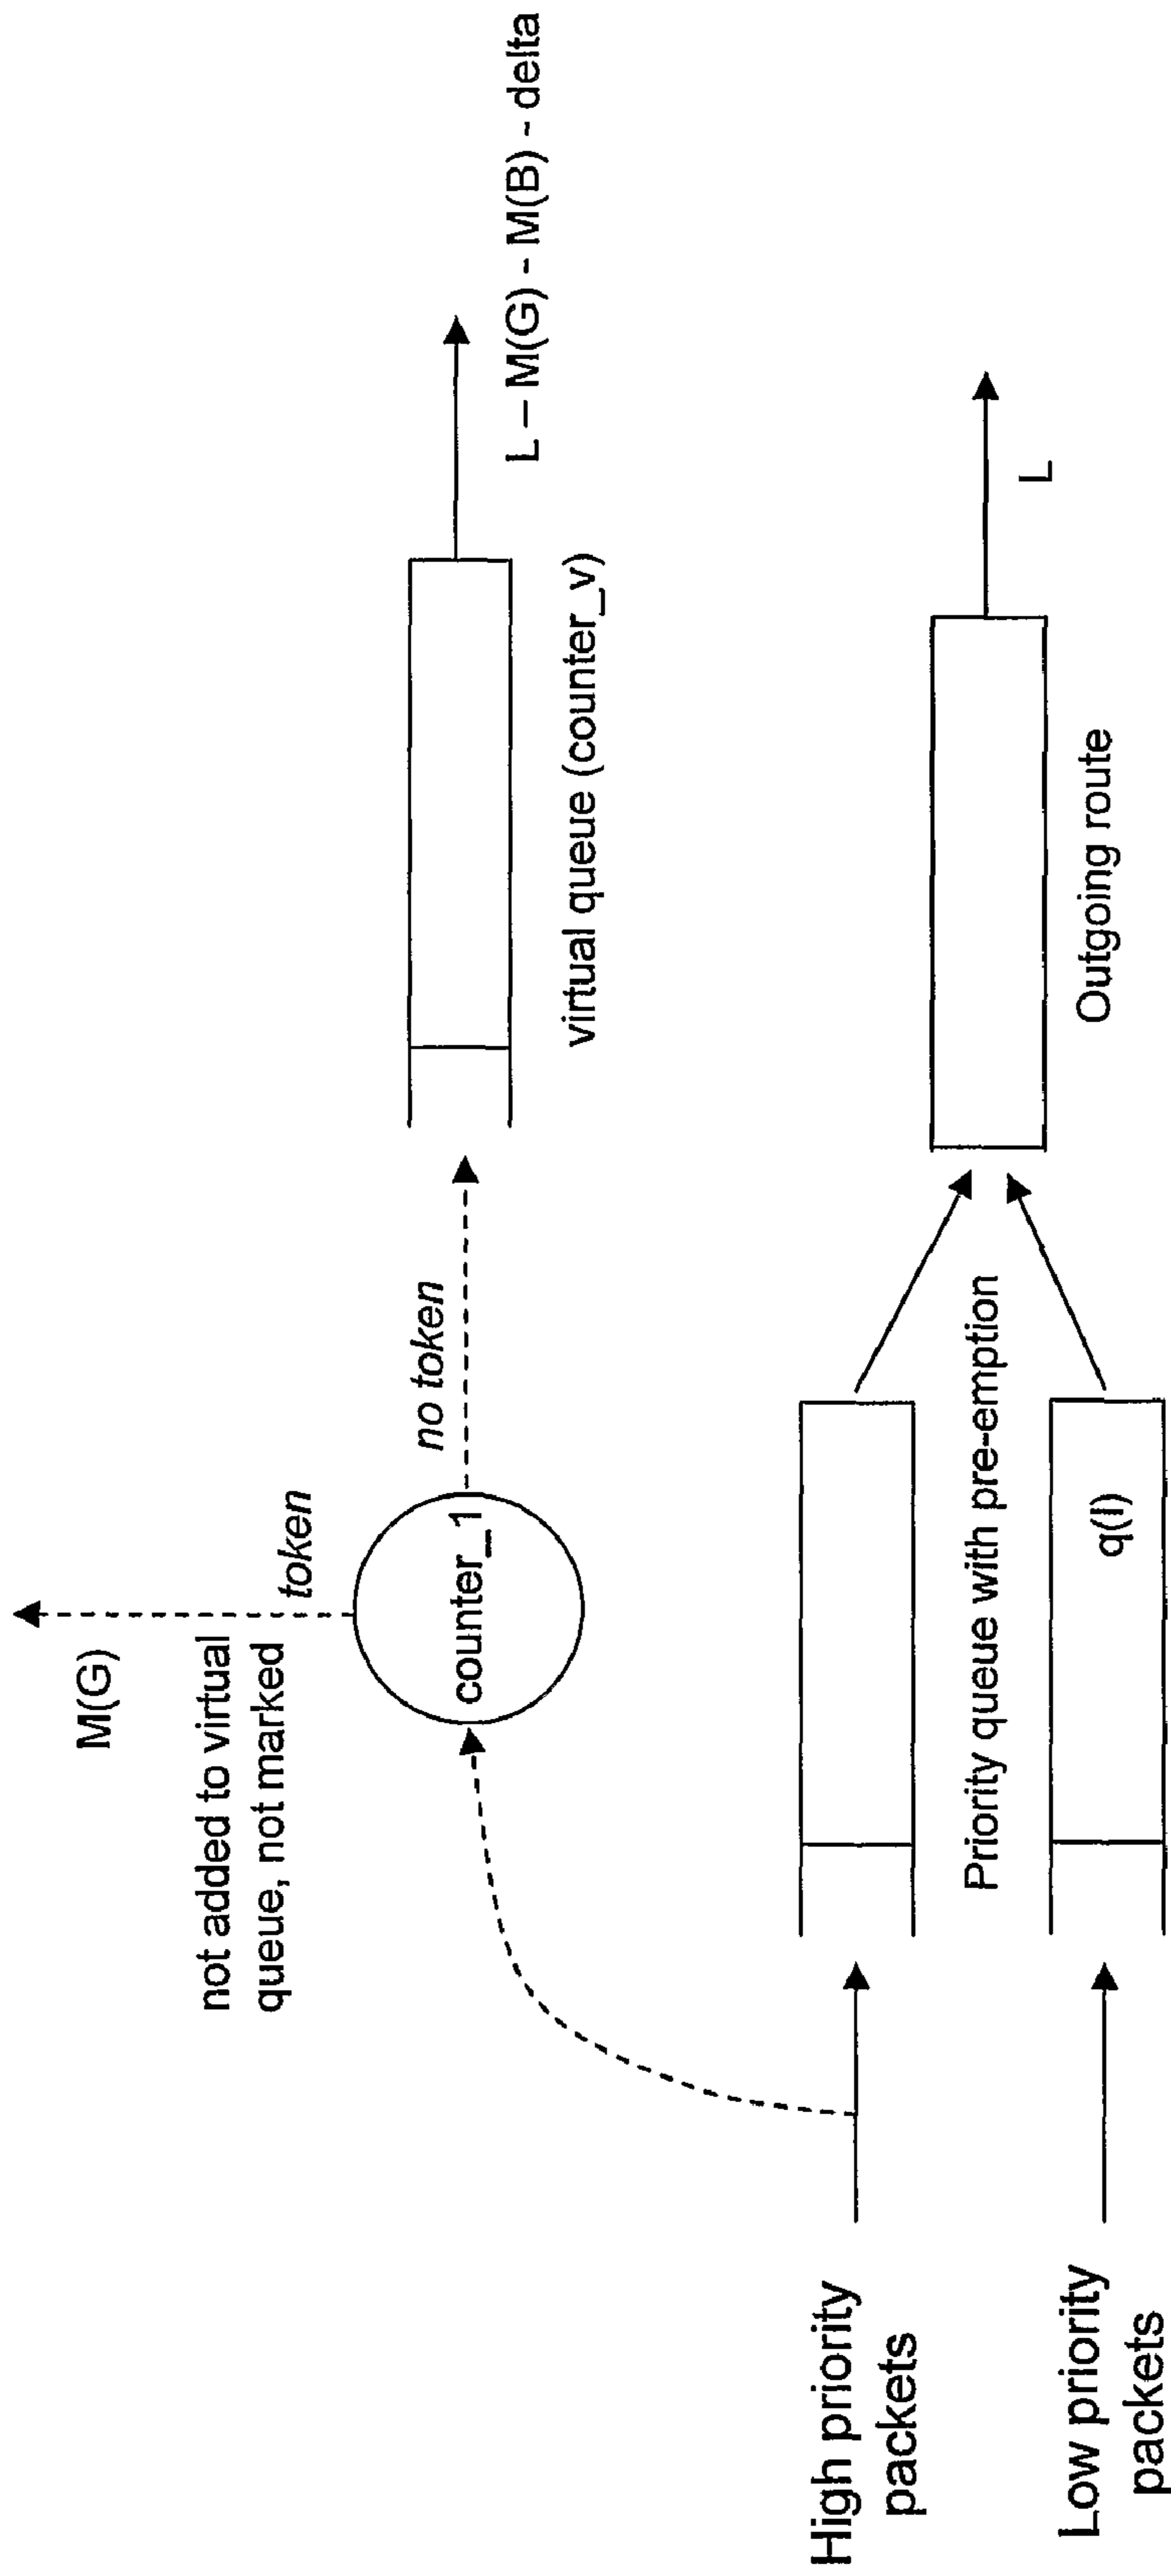 M(G)
not added to virtual
queue, not marked
token
counter_1
no token
virtual queue (counter_v)
L – M(G) - M(B) - delta
High priority
packets
Priority queue with pre-emption
Low priority
packets
q(l)
Outgoing route
L